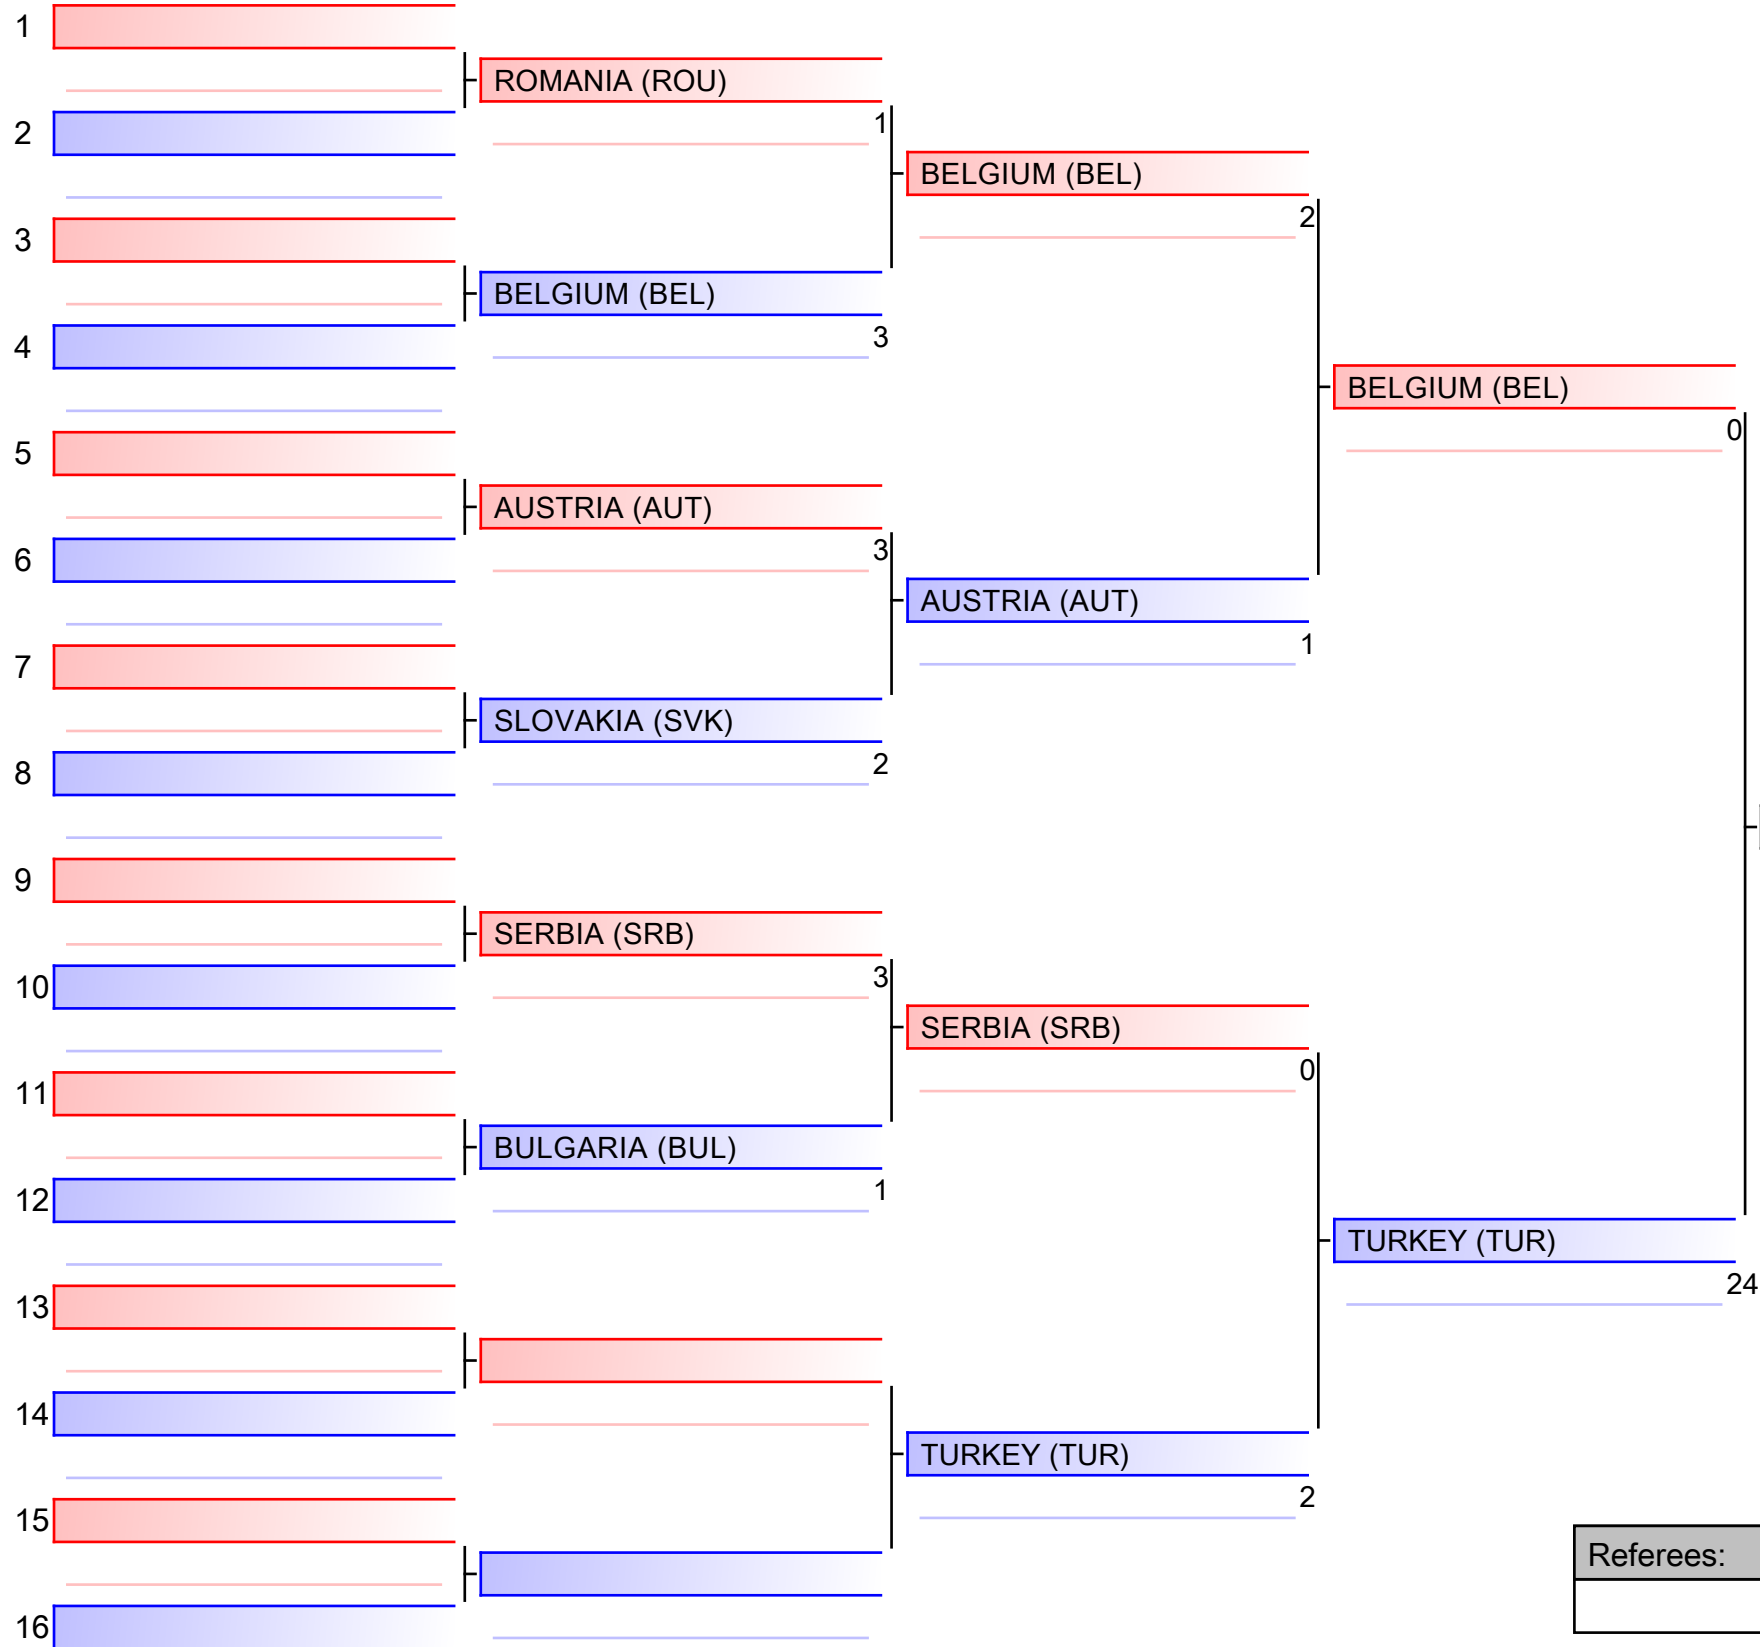 1
ROMANIA (ROU)
2
1
BELGIUM (BEL)
3
2
BELGIUM (BEL)
4
3
BELGIUM (BEL)
0
5
AUSTRIA (AUT)
6
3
AUSTRIA (AUT)
7
1
SLOVAKIA (SVK)
8
2
9
SERBIA (SRB)
10
3
SERBIA (SRB)
0
11
BULGARIA (BUL)
12
1
TURKEY (TUR)
24
13
14
TURKEY (TUR)
2
15
Referees:
16